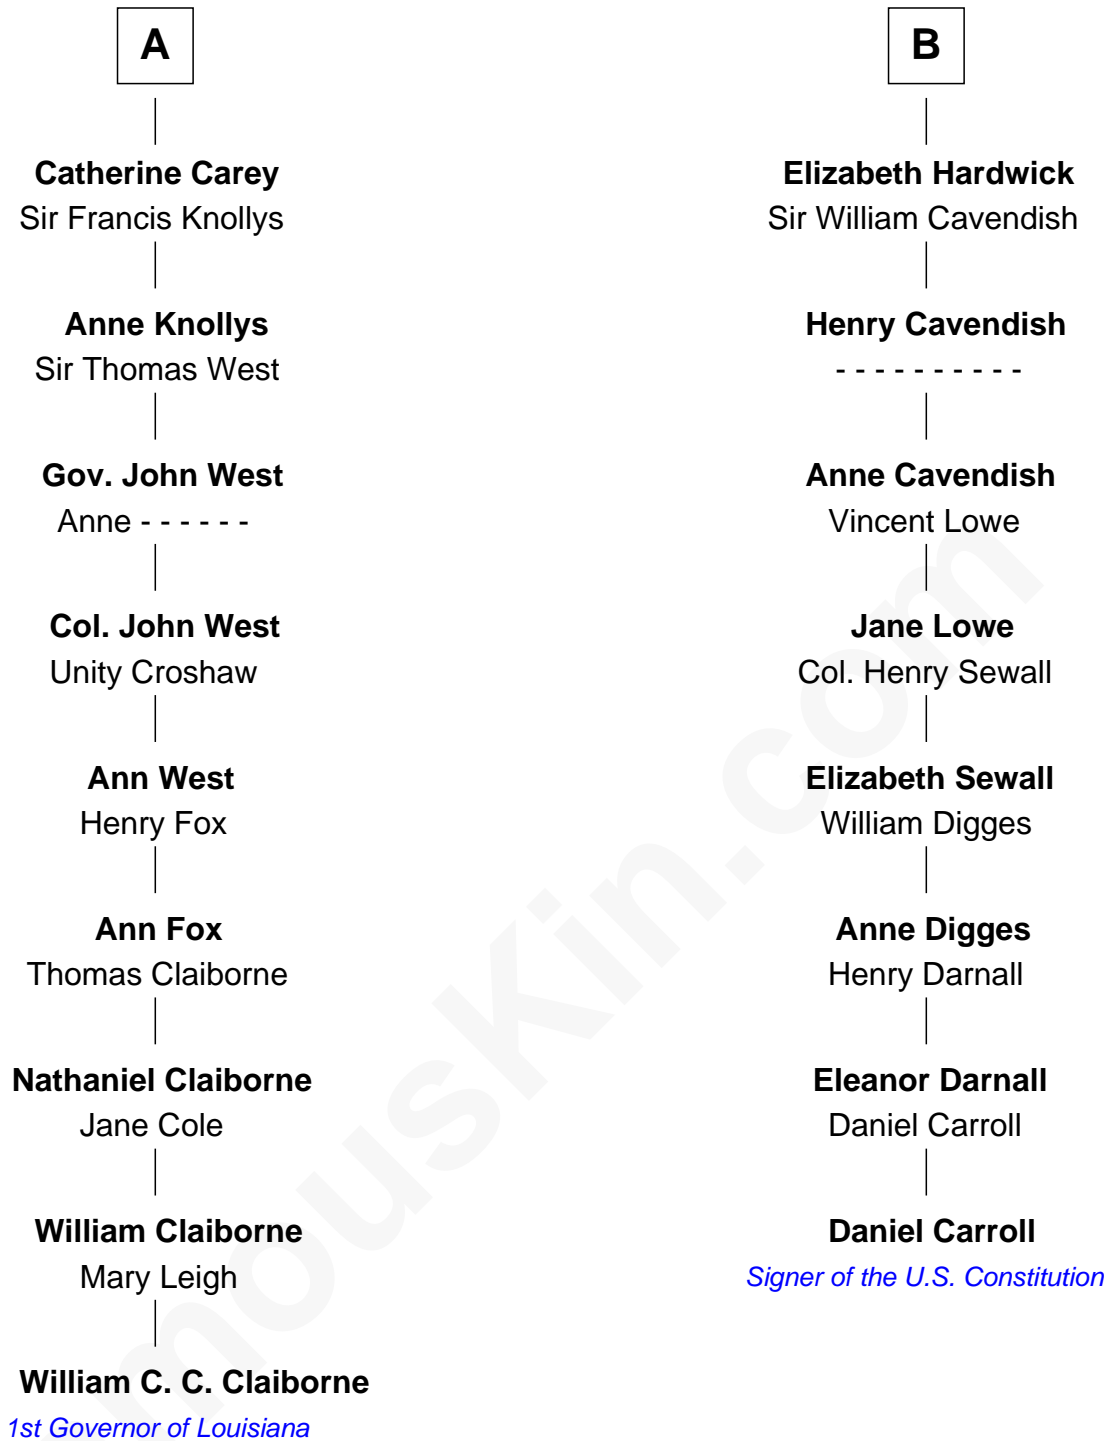 A
Catherine Carey
Sir Francis Knollys
Anne Knollys
Sir Thomas West
Gov. John West
Anne - - - - - -
Col. John West
Unity Croshaw
Ann West
Henry Fox
Ann Fox
Thomas Claiborne
Nathaniel Claiborne
Jane Cole
William Claiborne
Mary Leigh
William C. C. Claiborne
1st Governor of Louisiana
B
Elizabeth Hardwick
Sir William Cavendish
Henry Cavendish
- - - - - - - - - -
Anne Cavendish
Vincent Lowe
Jane Lowe
Col. Henry Sewall
Elizabeth Sewall
William Digges
Anne Digges
Henry Darnall
Eleanor Darnall
Daniel Carroll
Daniel Carroll
Signer of the U.S. Constitution
mousKin.com